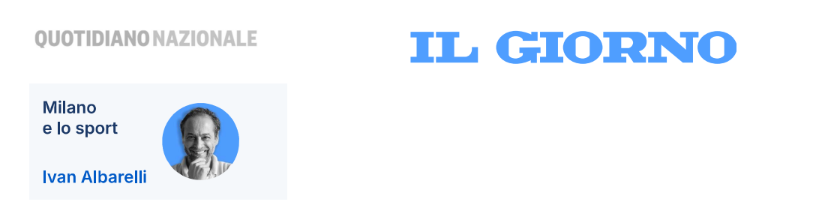 QUOTIDIANO NAZIONALE
IL GIORNO
Milano
e lo sport
Ivan Albarelli